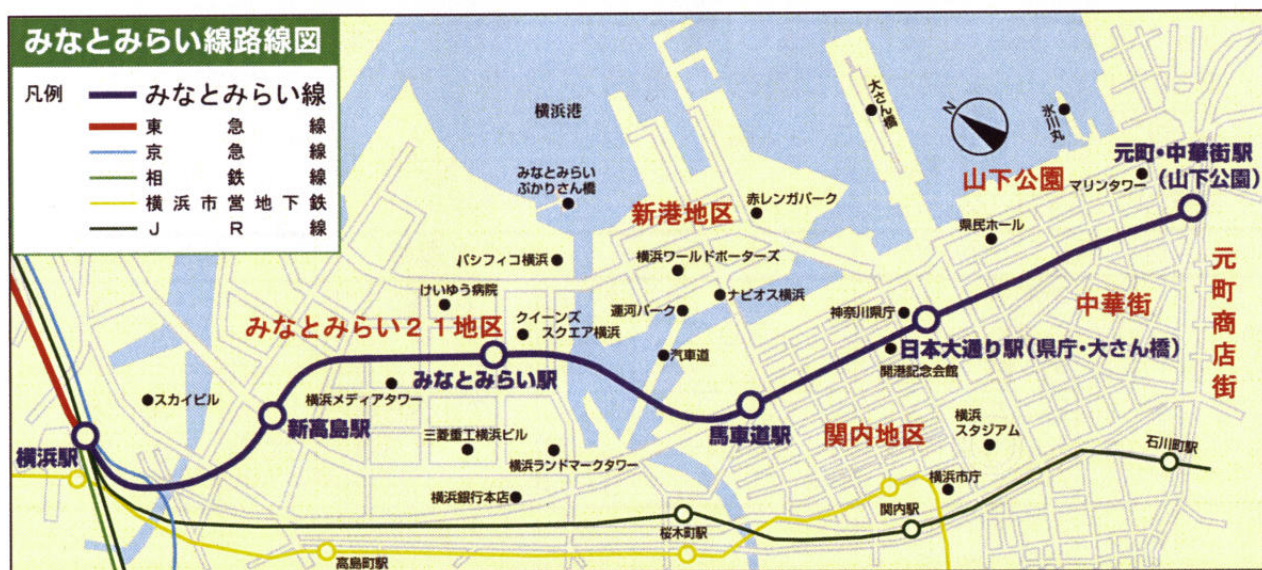 みなとみらい線路線図
凡例
みなとみらい線
東急線
京急線
相鉄線
横浜市営地下鉄
JR線
横浜港
大さん橋
N
氷川丸
元町・中華街駅
(山下公園)
マリンタワー
山下公園
みなとみらい
ぷかりさん橋
新港地区
赤レンガパーク
県民ホール
パシフィコ横浜
横浜ワールドポーターズ
けいゆう病院
ナビオス横浜
運河パーク
元町商店街
中華街
神奈川県庁
みなとみらい21地区
クイーンズ
スクエア横浜
汽車道
日本大通り駅(県庁・大さん橋)
開港記念会館
みなとみらい駅
スカイビル
横浜メディアタワー
新高島駅
馬車道駅
関内地区
横浜
スタジアム
三菱重工横浜ビル
横浜ランドマークタワー
横浜駅
石川町駅
横浜銀行本店
横浜市庁
関内駅
桜木町駅
高島町駅